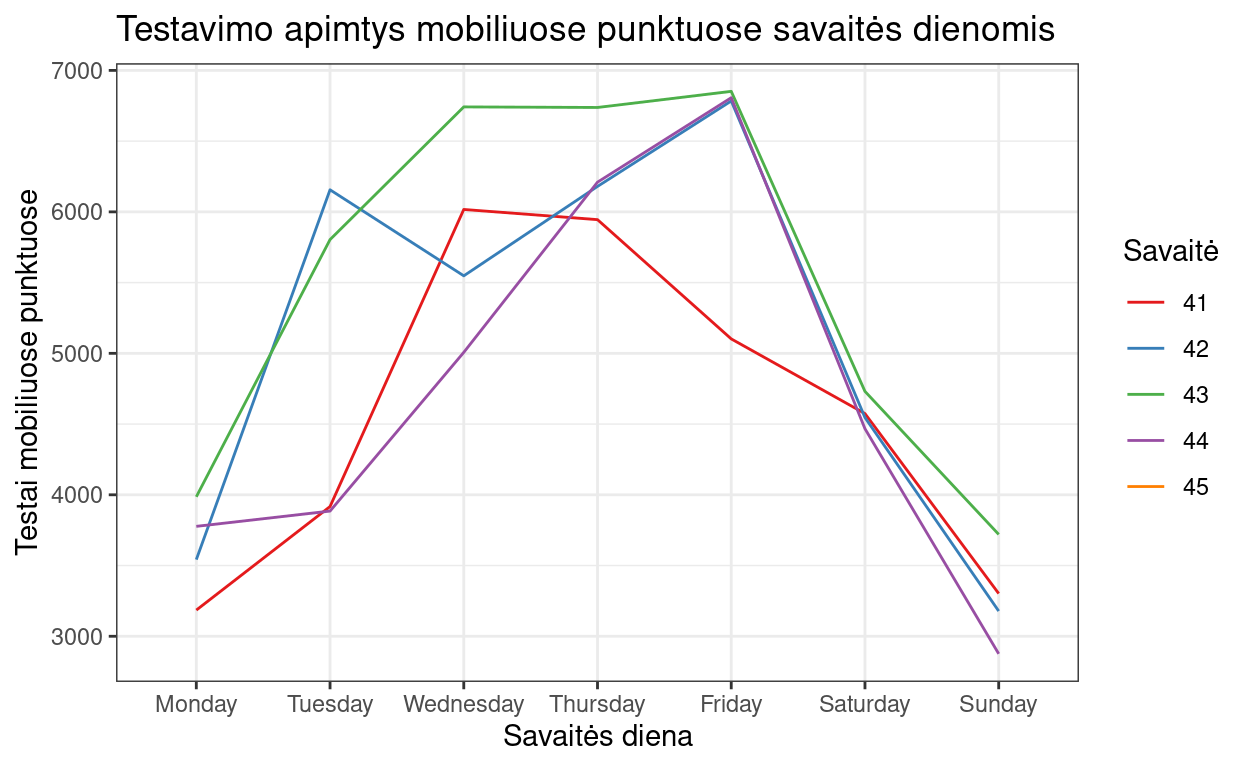 Testavimo apimtys mobiliuose punktuose savaitės dienomis
Testai mobiliuose punktuose
7000
6000
5000
4000
3000
Monday Tuesday Wednesday Thursday Friday Saturday Sunday
Savaitės diena
Savaitė
41
42
43
44
45